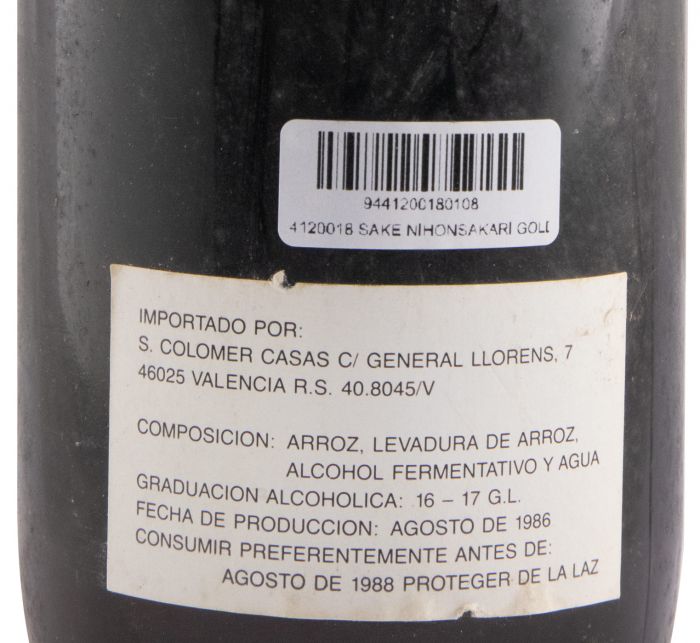 9441200180108
4120018 SAKE NIHONSAKARI GOLD
IMPORTADO POR:
S. COLOMER CASAS C/ GENERAL LLORENS, 7
46025 VALENCIA R.S. 40.8045/V
COMPOSICION: ARROZ, LEVADURA DE ARROZ,
ALCOHOL FERMENTATIVO Y AGUA
GRADUACION ALCOHOLICA: 16 – 17 G.L.
FECHA DE PRODUCCION: AGOSTO DE 1986
CONSUMIR PREFERENTEMENTE ANTES DE:
AGOSTO DE 1988 PROTEGER DE LA LAZ